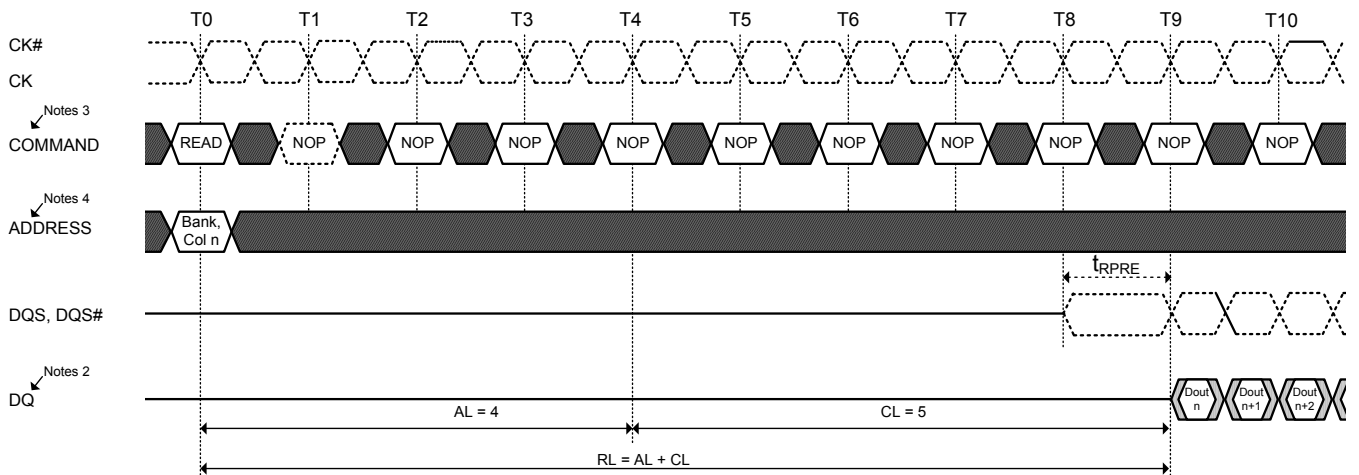 T0 T1 T2 T3 T4 T5 T6 T7 T8 T9 T10
CK#
CK
Notes 3
COMMAND READ NOP NOP NOP NOP NOP NOP NOP NOP NOP NOP
Notes 4
ADDRESS Bank,
Col n
tRPRE
DQS, DQS#
Notes 2
DQ Dout Dout Dout
n n+1 n+2
AL = 4 CL = 5
RL = AL + CL